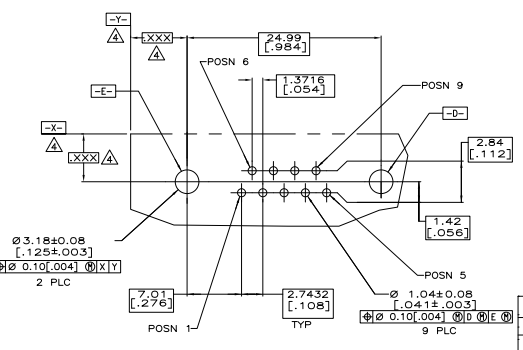 -Y-
4
.XXX
4
24.99
[.984]
POSN 6
1.3716
[.054]
POSN 9
-E-
-D-
-X-
4
.XXX 4
2.84
[.112]
1.42
[.056]
Ø3.18±0.08
[.125±.003]
⌖ Ø 0.10[.004] Ⓜ X Y
2 PLC
POSN 5
7.01
[.276]
2.7432
[.108]
TYP
POSN 1
Ø 1.04±0.08
[.041±.003]
⌖ Ø 0.10[.004] Ⓜ D Ⓜ E Ⓜ
9 PLC